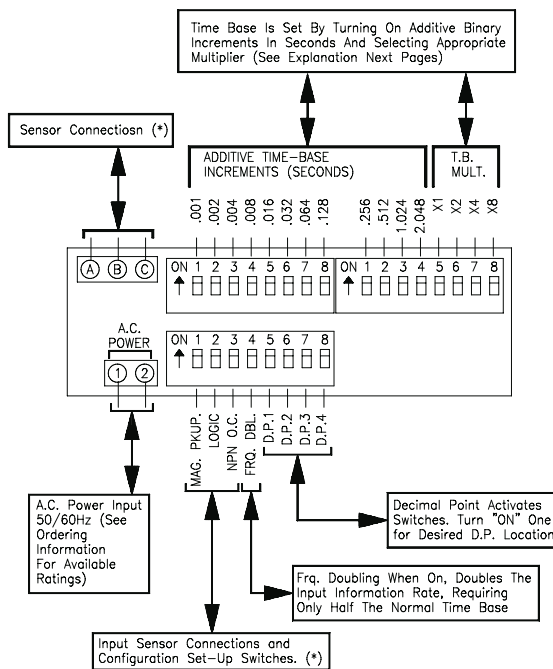 Time Base Is Set By Turning On Additive Binary
Increments In Seconds And Selecting Appropriate
Multiplier (See Explanation Next Pages)
Sensor Connectiosn (*)
ADDITIVE TIME-BASE
INCREMENTS (SECONDS)
T.B.
MULT.
.001
.002
.004
.008
.016
.032
.064
.128
.256
.512
1.024
2.048
X1
X2
X4
X8
A B C
ON 1 2 3 4 5 6 7 8
ON 1 2 3 4 5 6 7 8
A.C.
POWER
1 2
ON 1 2 3 4 5 6 7 8
MAG. PKUP.
LOGIC
NPN O.C.
FRQ. DBL.
D.P.1
D.P.2
D.P.3
D.P.4
A.C. Power Input
50/60Hz (See
Ordering
Information
For Available
Ratings)
Decimal Point Activates
Switches. Turn "ON" One
for Desired D.P. Location
Frq. Doubling When On, Doubles The
Input Information Rate, Requiring
Only Half The Normal Time Base
Input Sensor Connections and
Configuration Set-Up Switches. (*)